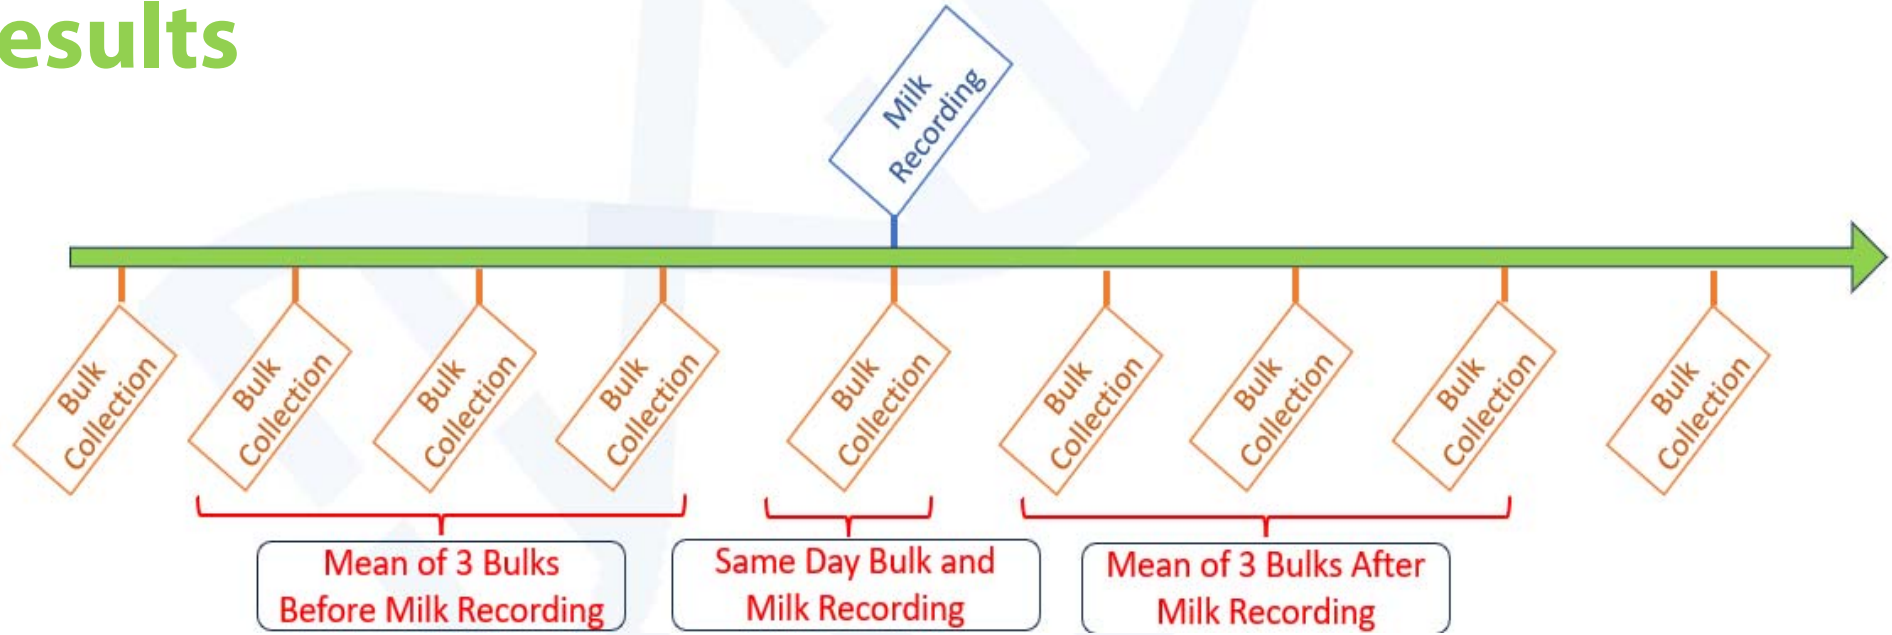 esults
Milk
Recording
Bulk
Collection
Bulk
Collection
Bulk
Collection
Bulk
Collection
Bulk
Collection
Bulk
Collection
Bulk
Collection
Bulk
Collection
Bulk
Collection
Mean of 3 Bulks
Before Milk Recording
Same Day Bulk and
Milk Recording
Mean of 3 Bulks After
Milk Recording